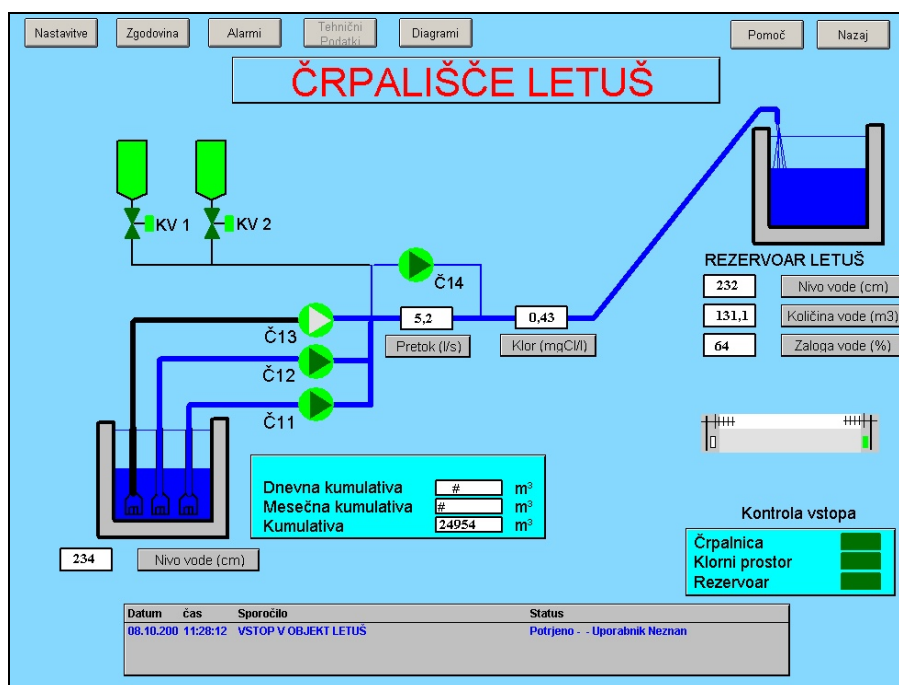 Nastavitve
Zgodovina
Alarmi
Tehnični
Podatki
Diagrami
Pomoč
Nazaj
ČRPALIŠČE LETUŠ
KV 1
KV 2
Č14
Č13
5,2
0,43
Pretok (l/s)
Klor (mgCl/l)
Č12
Č11
REZERVOAR LETUŠ
232 Nivo vode (cm)
131,1 Količina vode (m3)
64 Zaloga vode (%)
Dnevna kumulativa # m³
Mesečna kumulativa # m³
Kumulativa 24954 m³
234 Nivo vode (cm)
Kontrola vstopa
Črpalnica
Klorni prostor
Rezervoar
Datum čas Sporočilo Status
08.10.200 11:28:12 VSTOP V OBJEKT LETUŠ Potrjeno - - Uporabnik Neznan